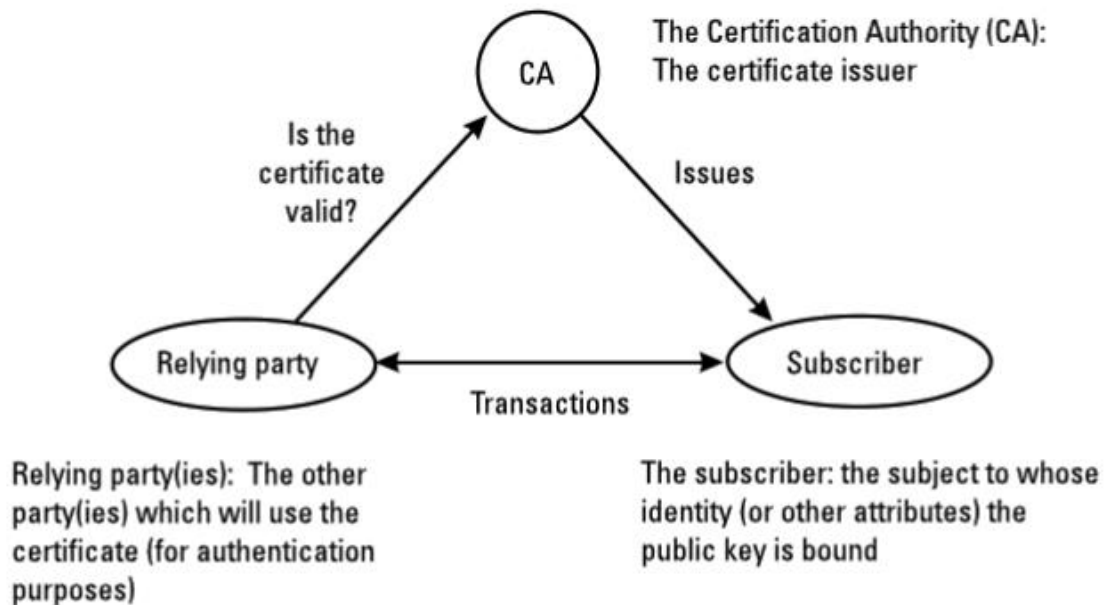 CA
The Certification Authority (CA):
The certificate issuer
Is the
certificate
valid?
Issues
Relying party
Subscriber
Transactions
Relying party(ies): The other
party(ies) which will use the
certificate (for authentication
purposes)
The subscriber: the subject to whose
identity (or other attributes) the
public key is bound